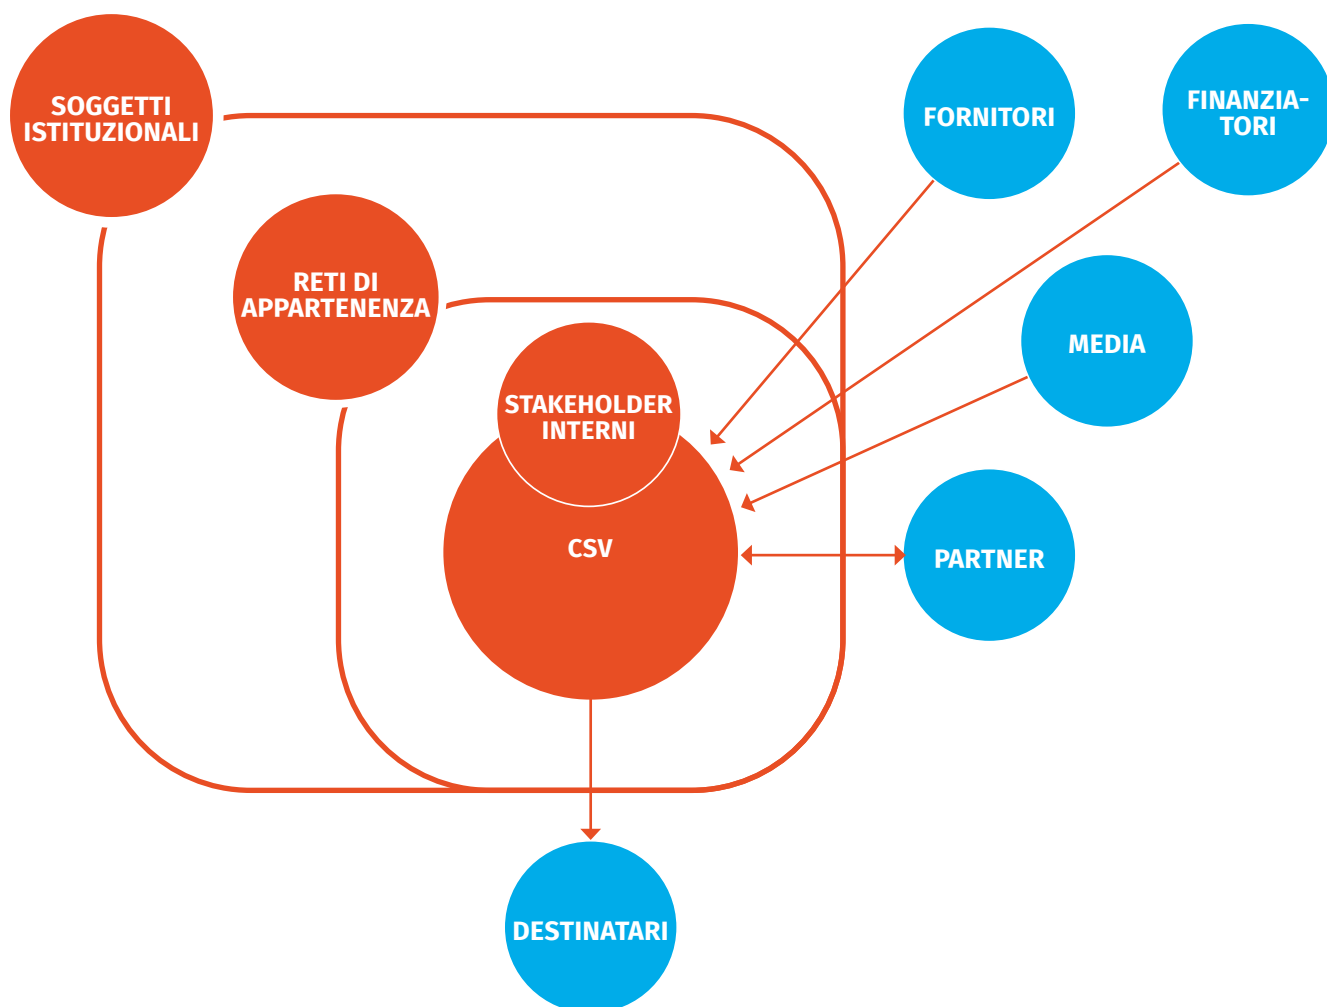 SOGGETTI
ISTITUZIONALI
FORNITORI
FINANZIA-
TORI
RETI DI
APPARTENENZA
MEDIA
STAKEHOLDER
INTERNI
CSV
PARTNER
DESTINATARI